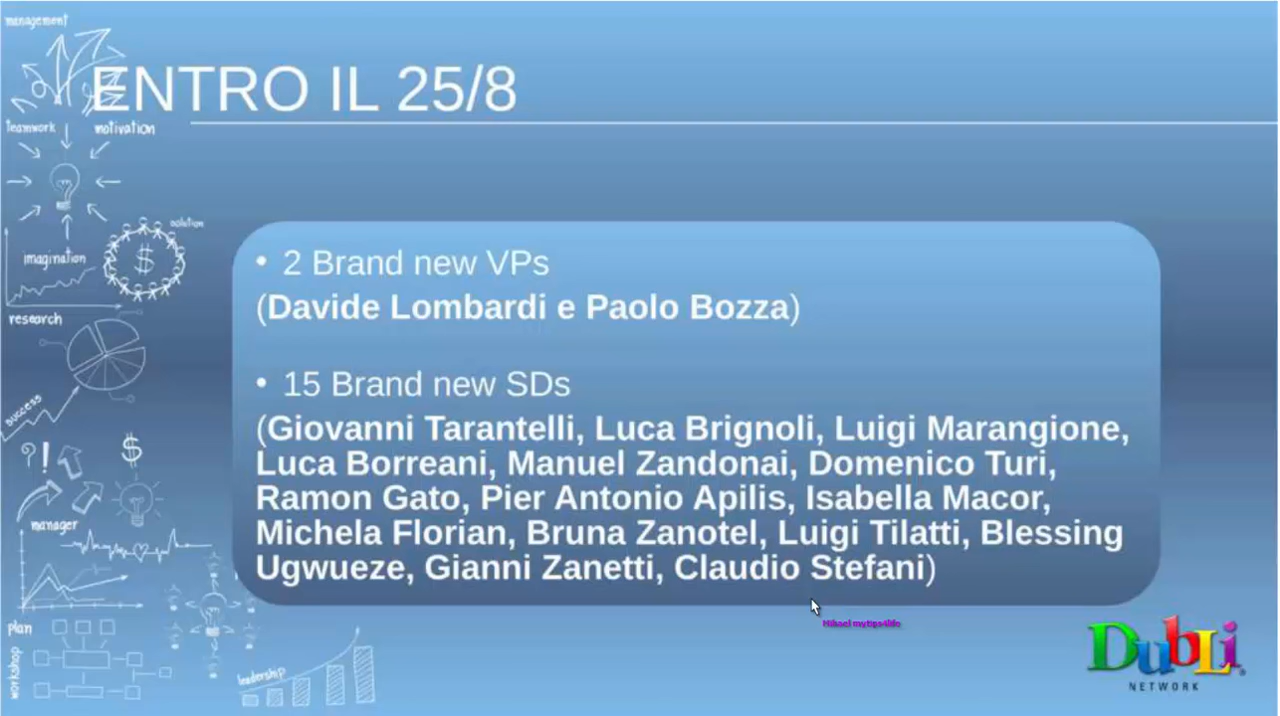 management
ENTRO IL 25/8
teamwork
motivation
solution
$
imagination
research
• 2 Brand new VPs
(Davide Lombardi e Paolo Bozza)
• 15 Brand new SDs
(Giovanni Tarantelli, Luca Brignoli, Luigi Marangione,
Luca Borreani, Manuel Zandonai, Domenico Turi,
Ramon Gato, Pier Antonio Apilis, Isabella Macor,
Michela Florian, Bruna Zanotel, Luigi Tilatti, Blessing
Ugwueze, Gianni Zanetti, Claudio Stefani)
success
?! $
manager
plan
workshop
leadership
Mihael mytips4life
DubLi
NETWORK